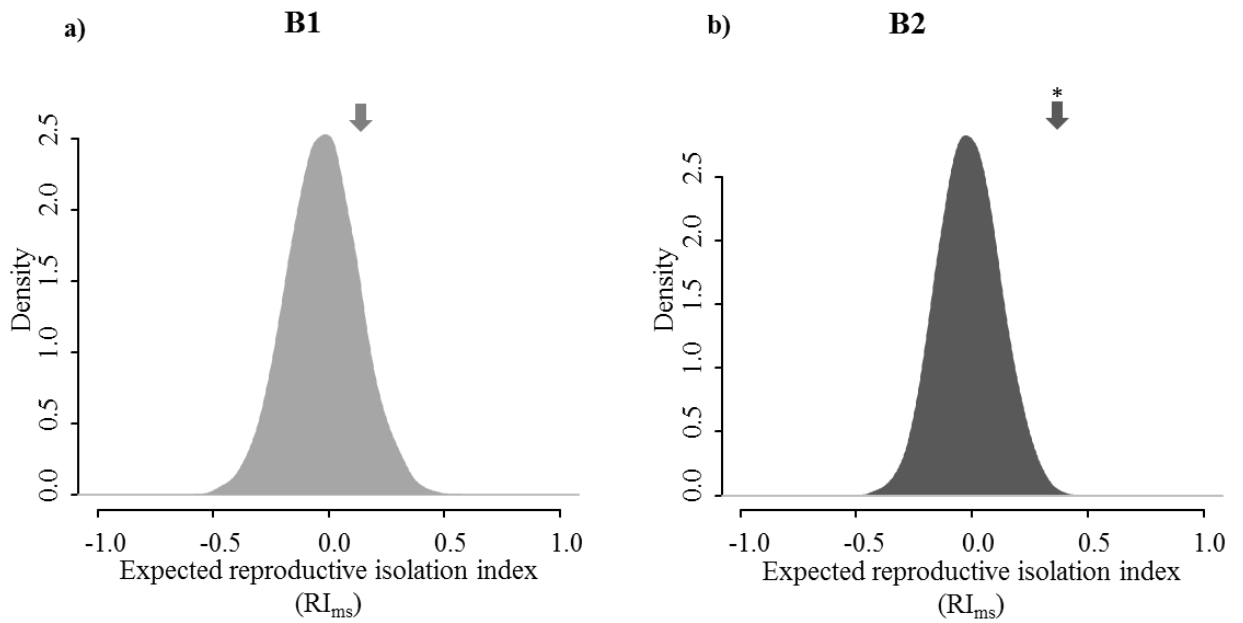 a) B1
Density
0.0 0.5 1.0 1.5 2.0 2.5
-1.0 -0.5 0.0 0.5 1.0
Expected reproductive isolation index
(RIms)
b) B2
*
Density
0.0 0.5 1.0 1.5 2.0 2.5
-1.0 -0.5 0.0 0.5 1.0
Expected reproductive isolation index
(RIms)